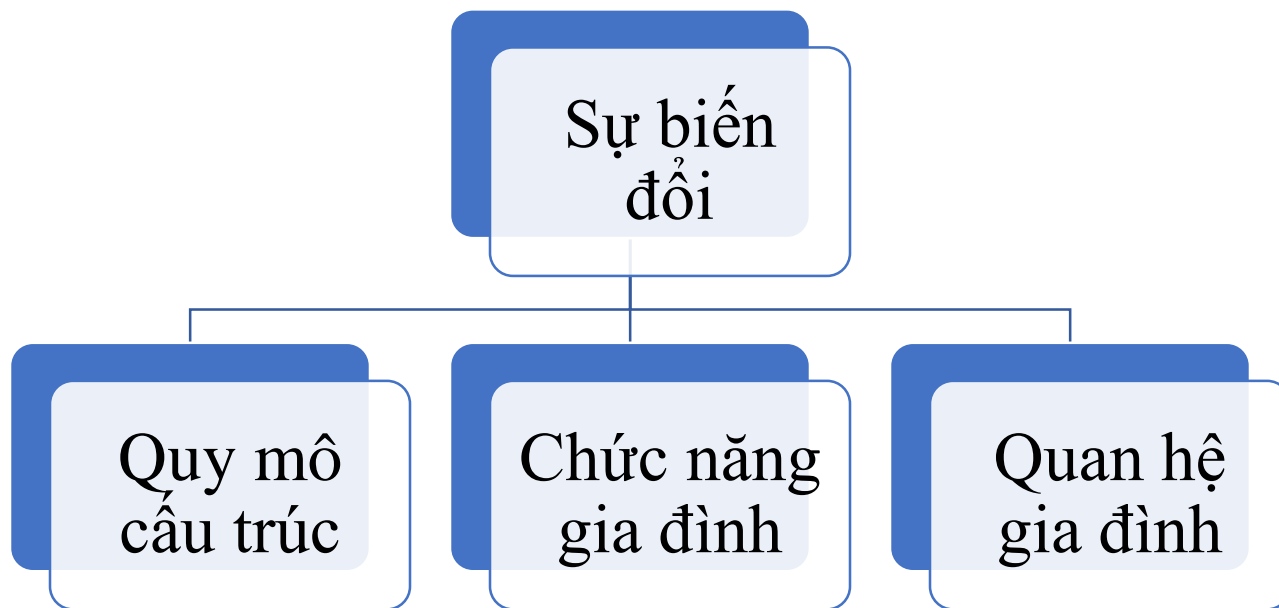 Sự biến
đổi
Quy mô
cấu trúc
Chức năng
gia đình
Quan hệ
gia đình